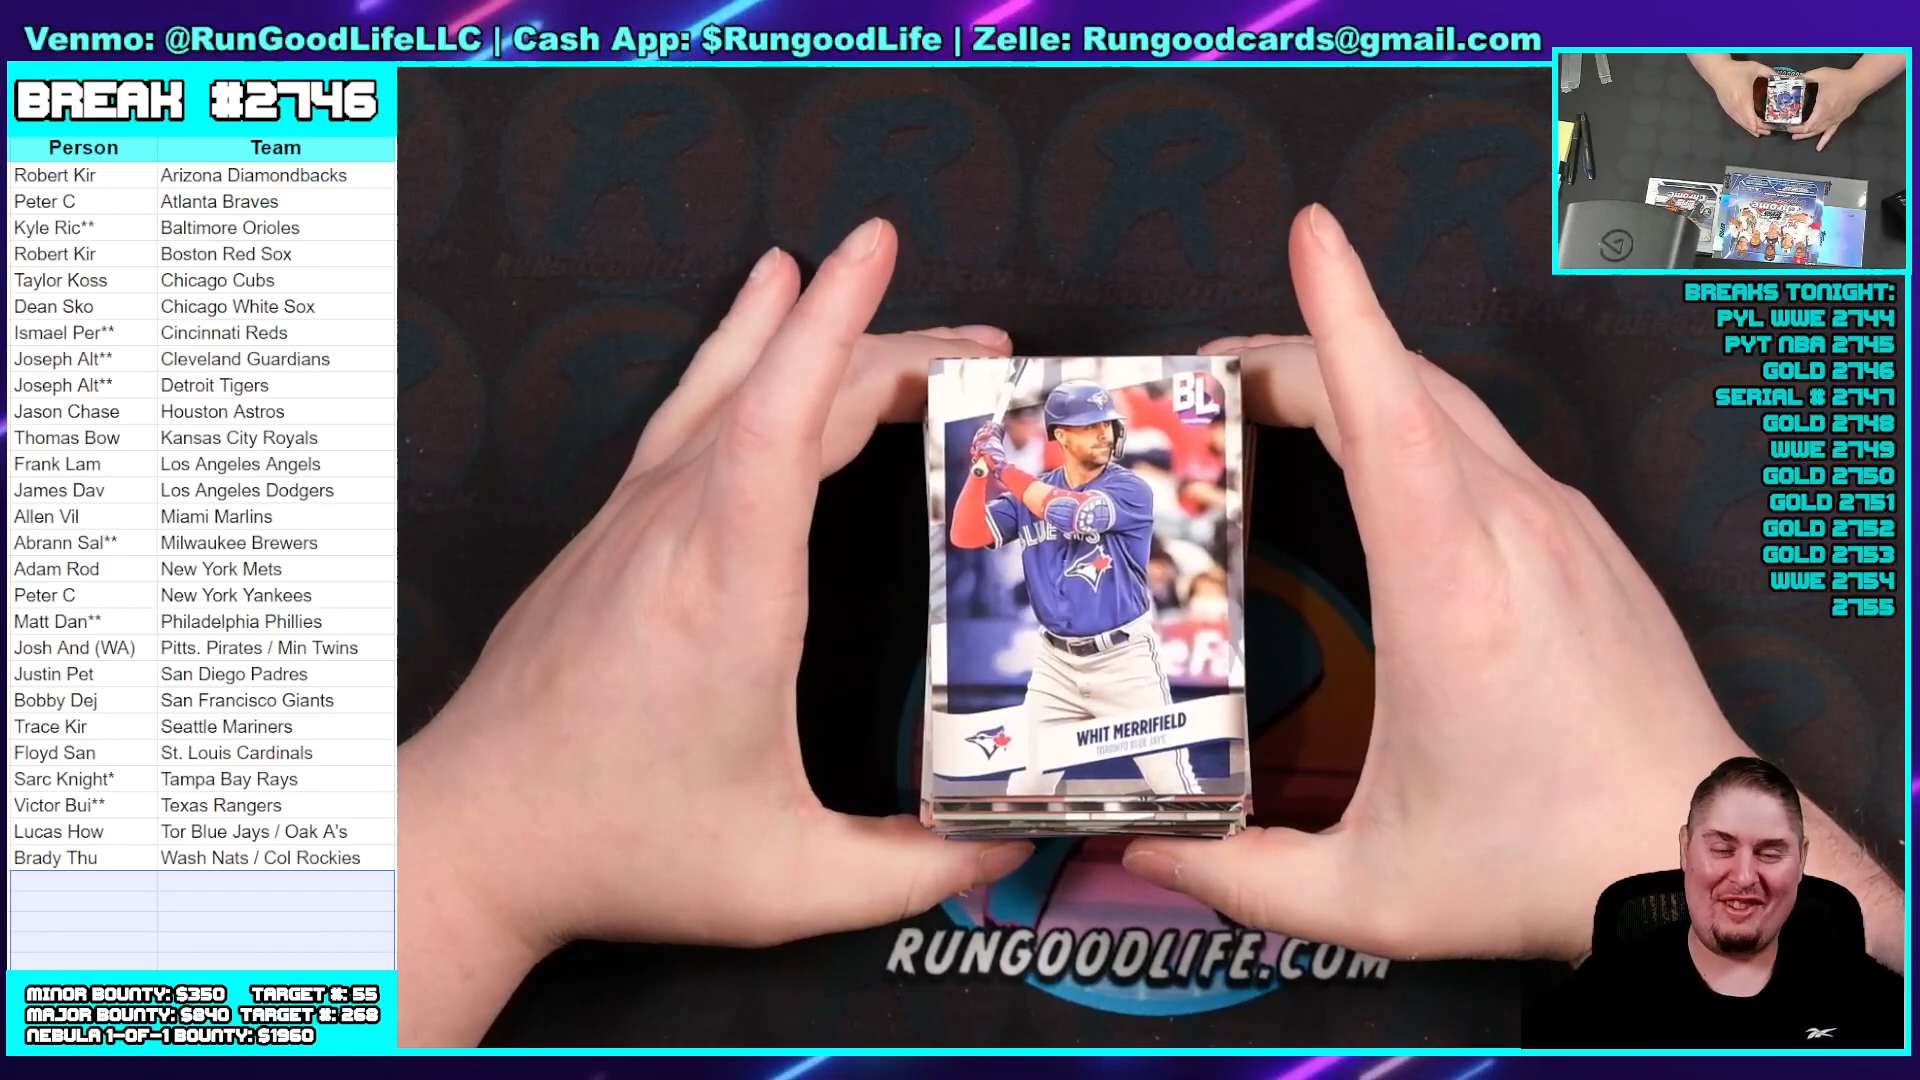 Venmo: @RunGoodLifeLLC | Cash App: $RungoodLife | Zelle: Rungoodcards@gmail.com
BREAK #2746
Person Team
Robert Kir Arizona Diamondbacks
Peter C Atlanta Braves
Kyle Ric** Baltimore Orioles
Robert Kir Boston Red Sox
Taylor Koss Chicago Cubs
Dean Sko Chicago White Sox
Ismael Per** Cincinnati Reds
Joseph Alt** Cleveland Guardians
Joseph Alt** Detroit Tigers
Jason Chase Houston Astros
Thomas Bow Kansas City Royals
Frank Lam Los Angeles Angels
James Dav Los Angeles Dodgers
Allen Vil Miami Marlins
Abrann Sal** Milwaukee Brewers
Adam Rod New York Mets
Peter C New York Yankees
Matt Dan** Philadelphia Phillies
Josh And (WA) Pitts. Pirates / Min Twins
Justin Pet San Diego Padres
Bobby Dej San Francisco Giants
Trace Kir Seattle Mariners
Floyd San St. Louis Cardinals
Sarc Knight* Tampa Bay Rays
Victor Bui** Texas Rangers
Lucas How Tor Blue Jays / Oak A's
Brady Thu Wash Nats / Col Rockies
MINOR BOUNTY: $350 TARGET #: 55
MAJOR BOUNTY: $840 TARGET #: 268
NEBULA 1-OF-1 BOUNTY: $1960
BL
WHIT MERRIFIELD
TORONTO BLUE JAYS
RUNGOODLIFE.COM
BREAKS TONIGHT:
PYL WWE 2744
PYT NBA 2745
GOLD 2746
SERIAL # 2747
GOLD 2748
WWE 2749
GOLD 2750
GOLD 2751
GOLD 2752
GOLD 2753
WWE 2754
2755